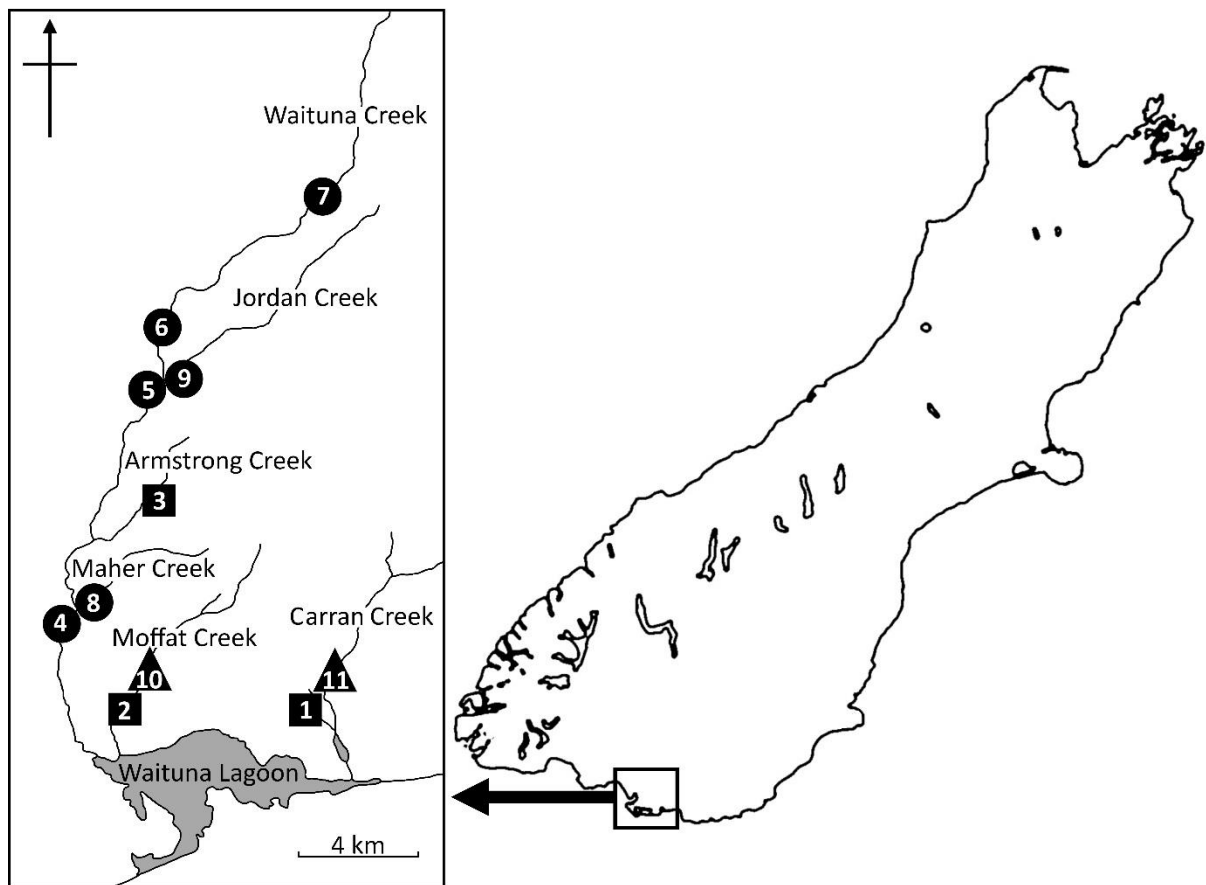 Waituna Creek
7
Jordan Creek
6
9
5
Armstrong Creek
3
Maher Creek
8
4
Carran Creek
Moffat Creek
10
11
2
1
Waituna Lagoon
4 km